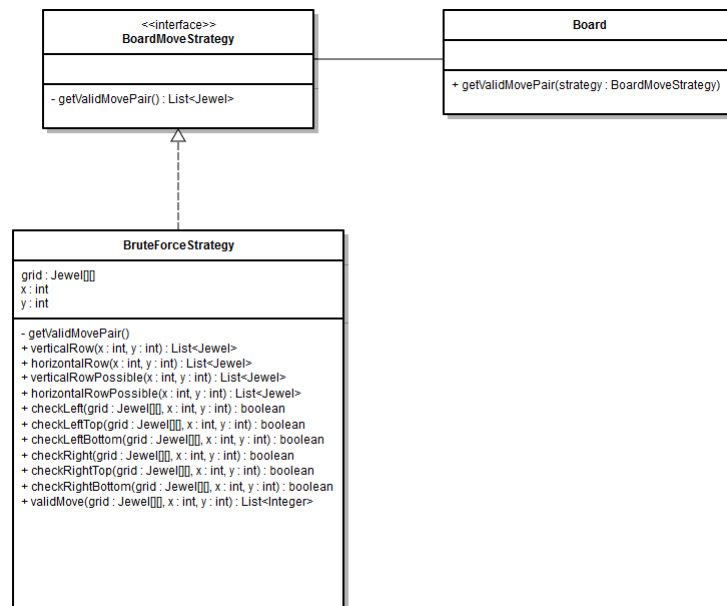 <<interface>>
BoardMoveStrategy
- getValidMovePair() : List<Jewel>
Board
+ getValidMovePair(strategy : BoardMoveStrategy)
BruteForceStrategy
grid : Jewel[][]
x : int
y : int
- getValidMovePair()
+ verticalRow(x : int, y : int) : List<Jewel>
+ horizontalRow(x : int, y : int) : List<Jewel>
+ verticalRowPossible(x : int, y : int) : List<Jewel>
+ horizontalRowPossible(x : int, y : int) : List<Jewel>
+ checkLeft(grid : Jewel[][], x : int, y : int) : boolean
+ checkLeftTop(grid : Jewel[][], x : int, y : int) : boolean
+ checkLeftBottom(grid : Jewel[][], x : int, y : int) : boolean
+ checkRight(grid : Jewel[][], x : int, y : int) : boolean
+ checkRightTop(grid : Jewel[][], x : int, y : int) : boolean
+ checkRightBottom(grid : Jewel[][], x : int, y : int) : boolean
+ validMove(grid : Jewel[][], x : int, y : int) : List<Integer>